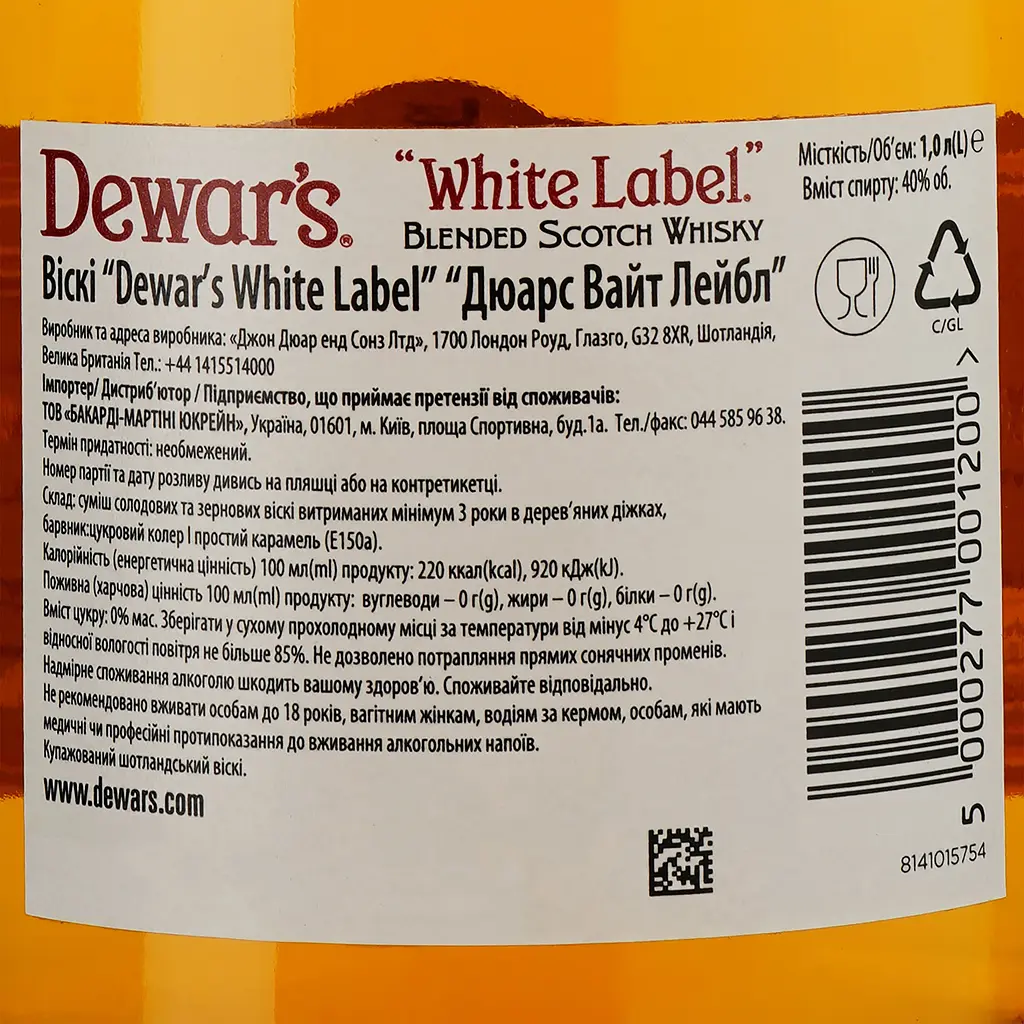 Dewar's®
"White Label."
BLENDED SCOTCH WHISKY
Місткість/Об'єм: 1,0 л(L) ℮
Вміст спирту: 40% об.
Віскі "Dewar's White Label" "Дюарс Вайт Лейбл"
Виробник та адреса виробника: «Джон Дюар енд Сонз Лтд», 1700 Лондон Роуд, Глазго, G32 8XR, Шотландія,
Велика Британія Тел.: +44 1415514000
Імпортер/ Дистриб'ютор / Підприємство, що приймає претензії від споживачів:
ТОВ «БАКАРДІ-МАРТІНІ ЮКРЕЙН», Україна, 01601, м. Київ, площа Спортивна, буд.1а. Тел./факс: 044 585 96 38.
Термін придатності: необмежений.
Номер партії та дату розливу дивись на пляшці або на контретикетці.
Склад: суміш солодових та зернових віскі витриманих мінімум 3 роки в дерев'яних діжках,
барвник:цукровий колер І простий карамель (Е150а).
Калорійність (енергетична цінність) 100 мл(ml) продукту: 220 ккал(kcal), 920 кДж(kJ).
Поживна (харчова) цінність 100 мл(ml) продукту: вуглеводи – 0 г(g), жири – 0 г(g), білки – 0 г(g).
Вміст цукру: 0% мас. Зберігати у сухому прохолодному місці за температури від мінус 4°С до +27°С і
відносної вологості повітря не більше 85%. Не дозволено потрапляння прямих сонячних променів.
Надмірне споживання алкоголю шкодить вашому здоров'ю. Споживайте відповідально.
Не рекомендовано вживати особам до 18 років, вагітним жінкам, водіям за кермом, особам, які мають
медичні чи професійні протипоказання до вживання алкогольних напоїв.
Купажований шотландський віскі.
www.dewars.com
C/GL
5 000277 001200 >
8141015754